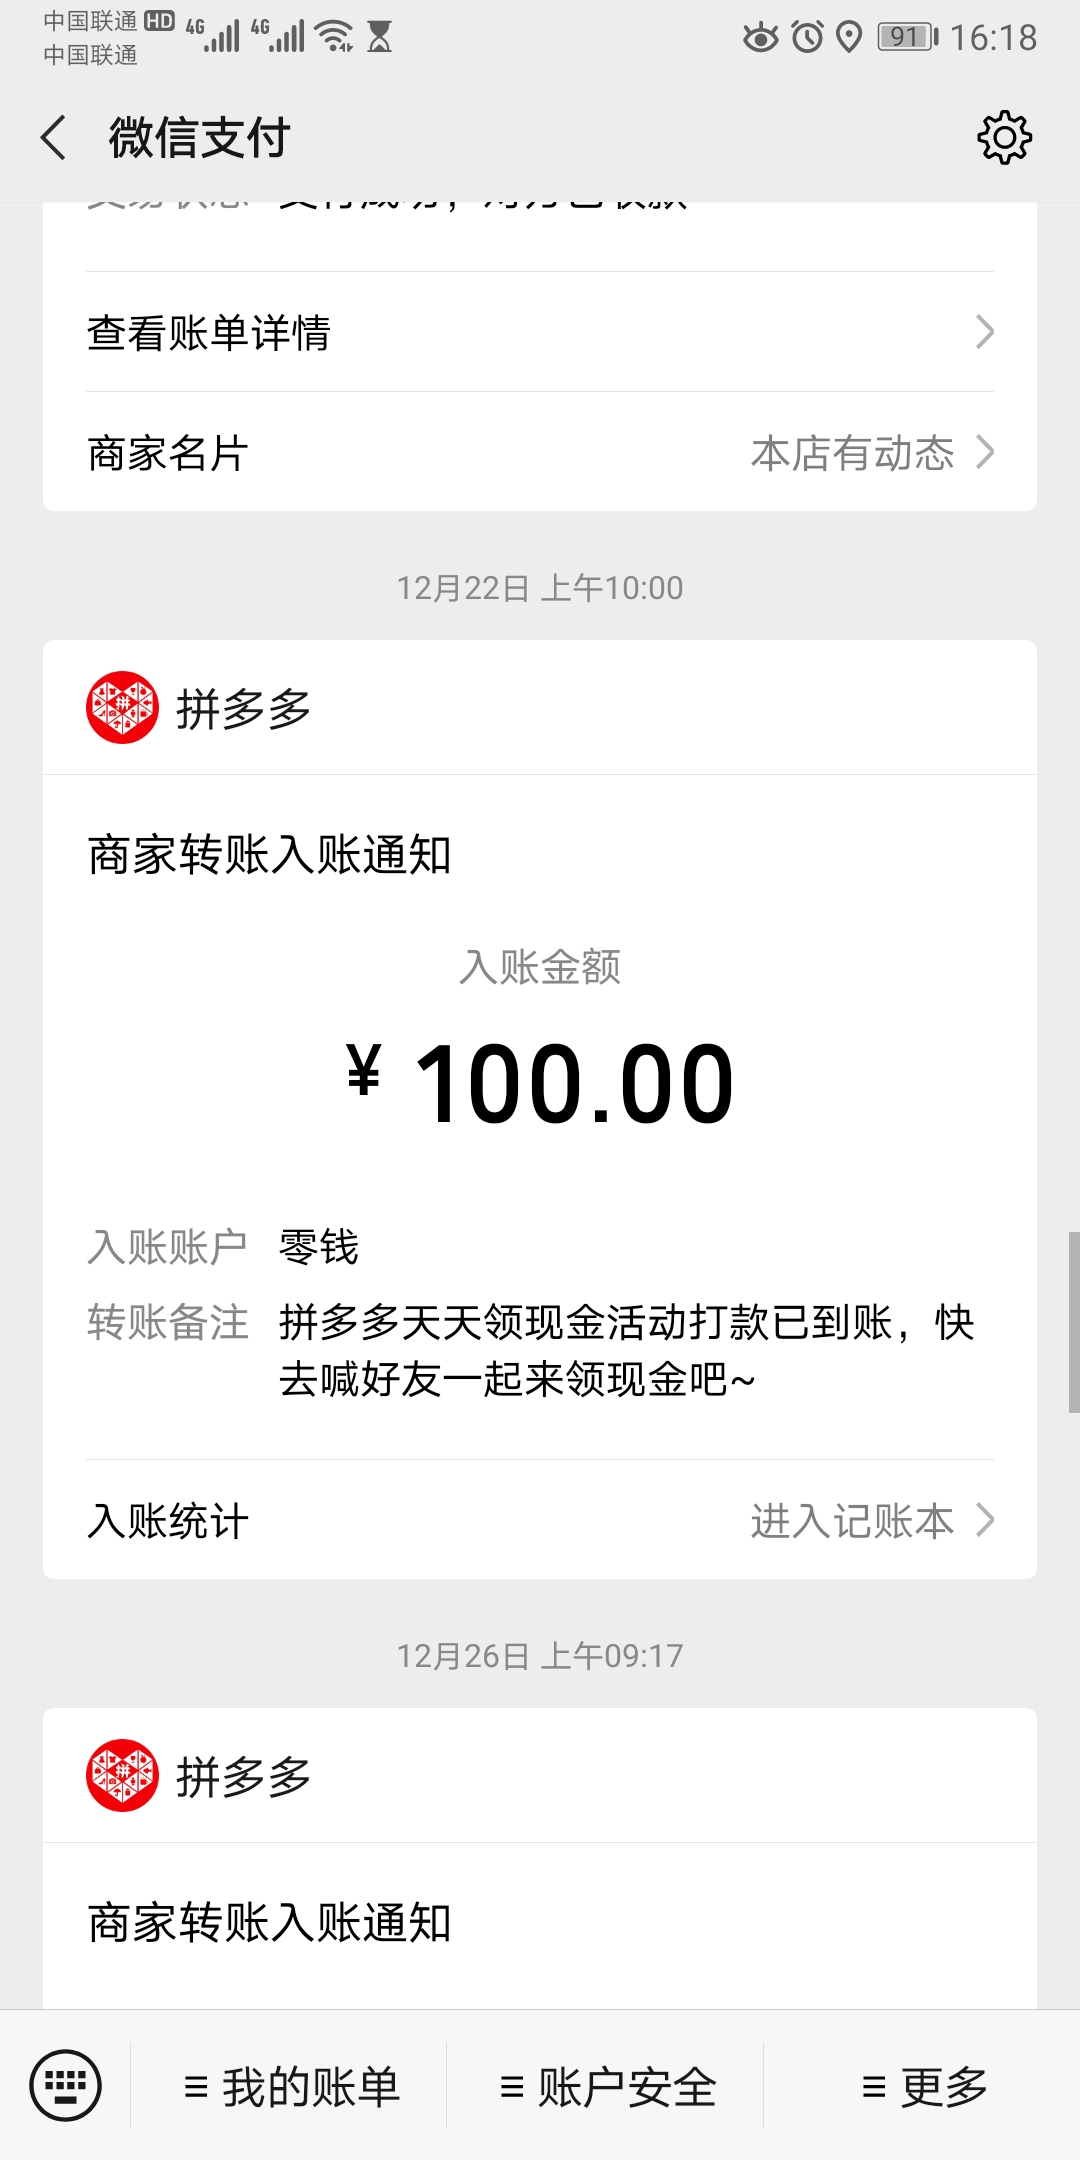 中国联通 HD 4G 4G 91 16:18
中国联通
微信支付
查看账单详情
商家名片 本店有动态
12月22日 上午10:00
拼多多
商家转账入账通知
入账金额
¥ 100.00
入账账户 零钱
转账备注 拼多多天天领现金活动打款已到账，快
去喊好友一起来领现金吧~
入账统计 进入记账本
12月26日 上午09:17
拼多多
商家转账入账通知
我的账单 账户安全 更多